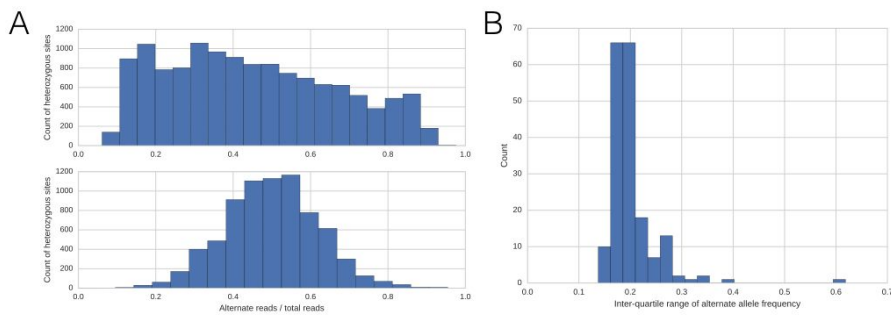 A
B
1200
1000
800
600
400
200
0
Count of heterozygous sites
0.0 0.2 0.4 0.6 0.8 1.0
1200
1000
800
600
400
200
0
Count of heterozygous sites
0.0 0.2 0.4 0.6 0.8 1.0
Alternate reads / total reads
70
60
50
40
30
20
10
0
Count
0.0 0.1 0.2 0.3 0.4 0.5 0.6 0.7
Inter-quartile range of alternate allele frequency